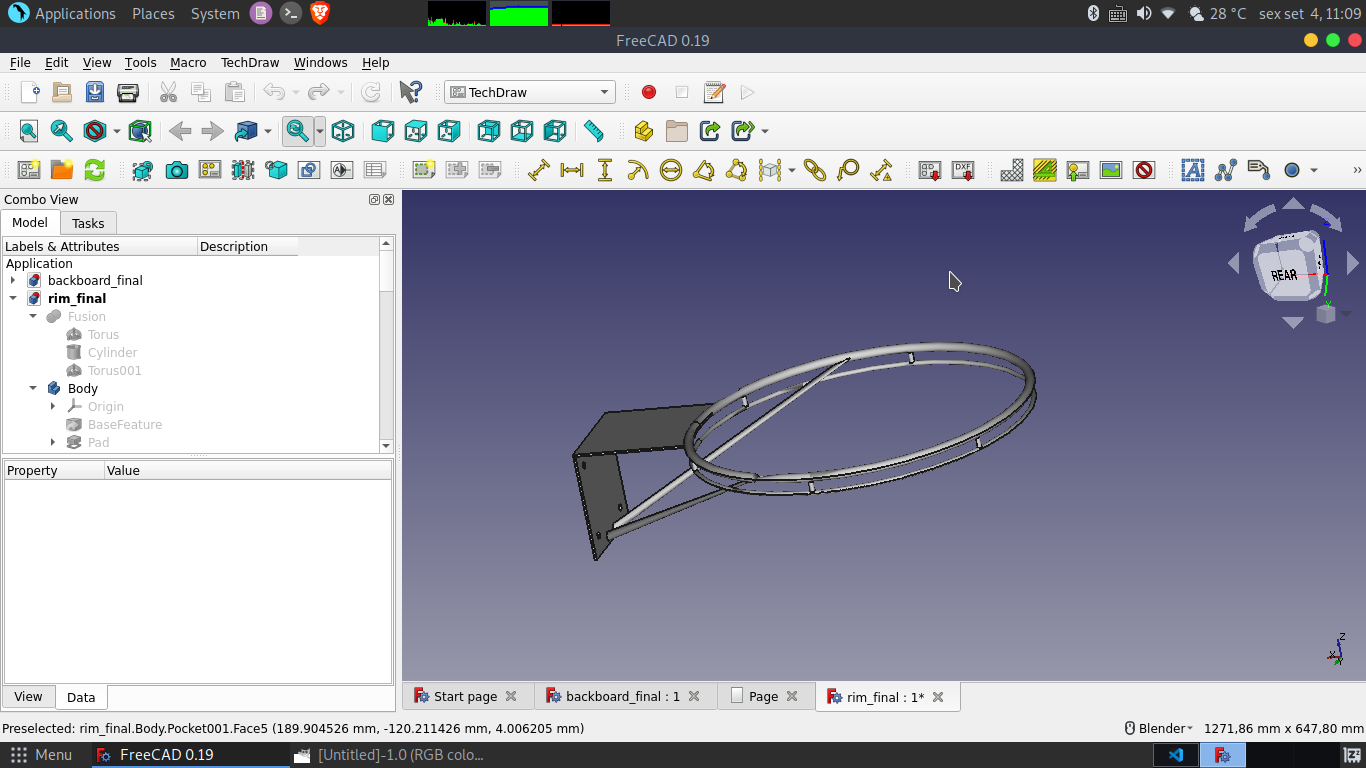 Applications Places System 28 °C sex set 4, 11:09
FreeCAD 0.19
File Edit View Tools Macro TechDraw Windows Help
TechDraw
DXF
Combo View
Model Tasks
Labels & Attributes Description
Application
backboard_final
rim_final
Fusion
Torus
Cylinder
Torus001
Body
Origin
BaseFeature
Pad
Property Value
View Data
REAR
Z
Start page backboard_final : 1 Page rim_final : 1*
Preselected: rim_final.Body.Pocket001.Face5 (189.904526 mm, -120.211426 mm, 4.006205 mm) Blender 1271,86 mm x 647,80 mm
Menu FreeCAD 0.19 [Untitled]-1.0 (RGB colo...